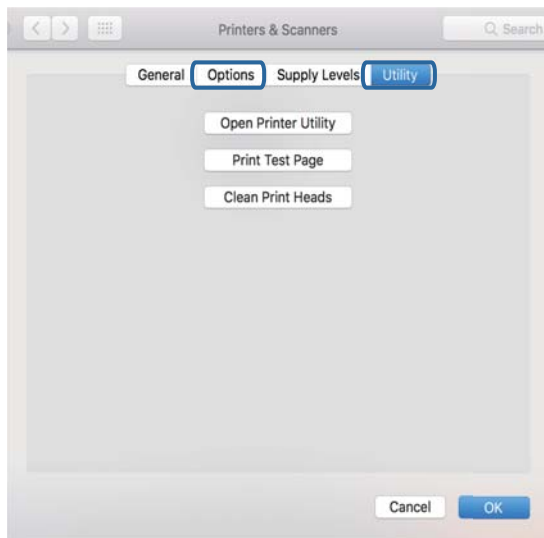 Printers & Scanners
Search
General Options Supply Levels Utility
Open Printer Utility
Print Test Page
Clean Print Heads
Cancel OK